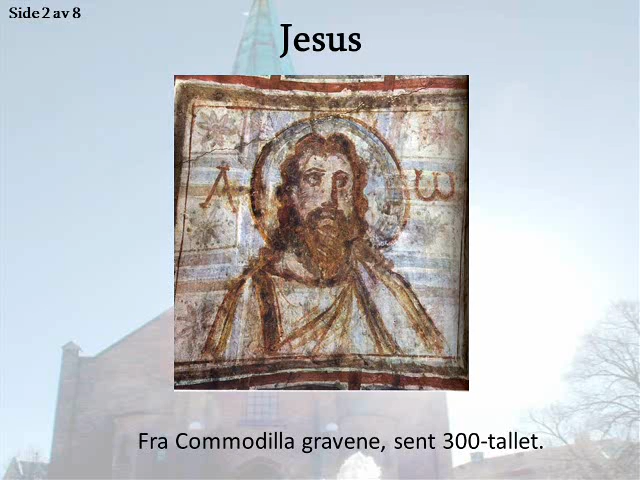 Side 2 av 8
Jesus
Α ω
Fra Commodilla gravene, sent 300-tallet.